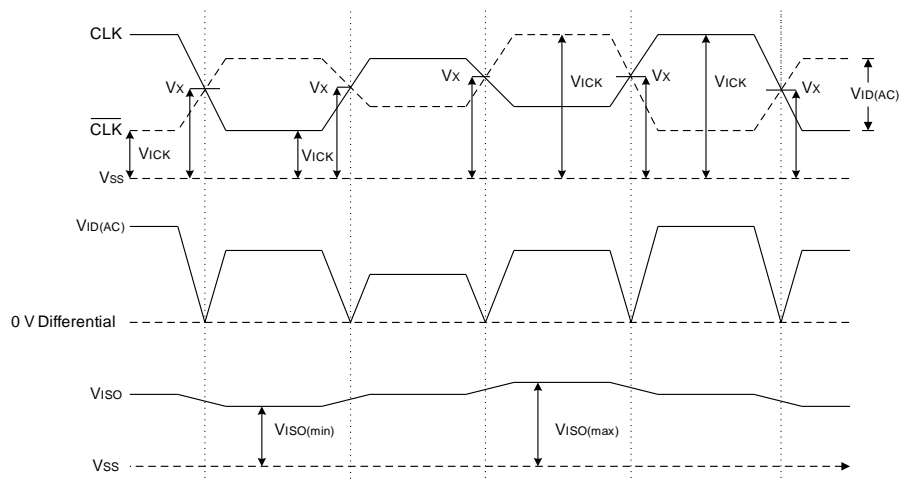 CLK
VX
VX
VX
VICK
VX
VICK
VX
VID(AC)
CLK
VICK
VICK
VSS
VID(AC)
0 V Differential
VISO
VISO(min)
VISO(max)
VSS